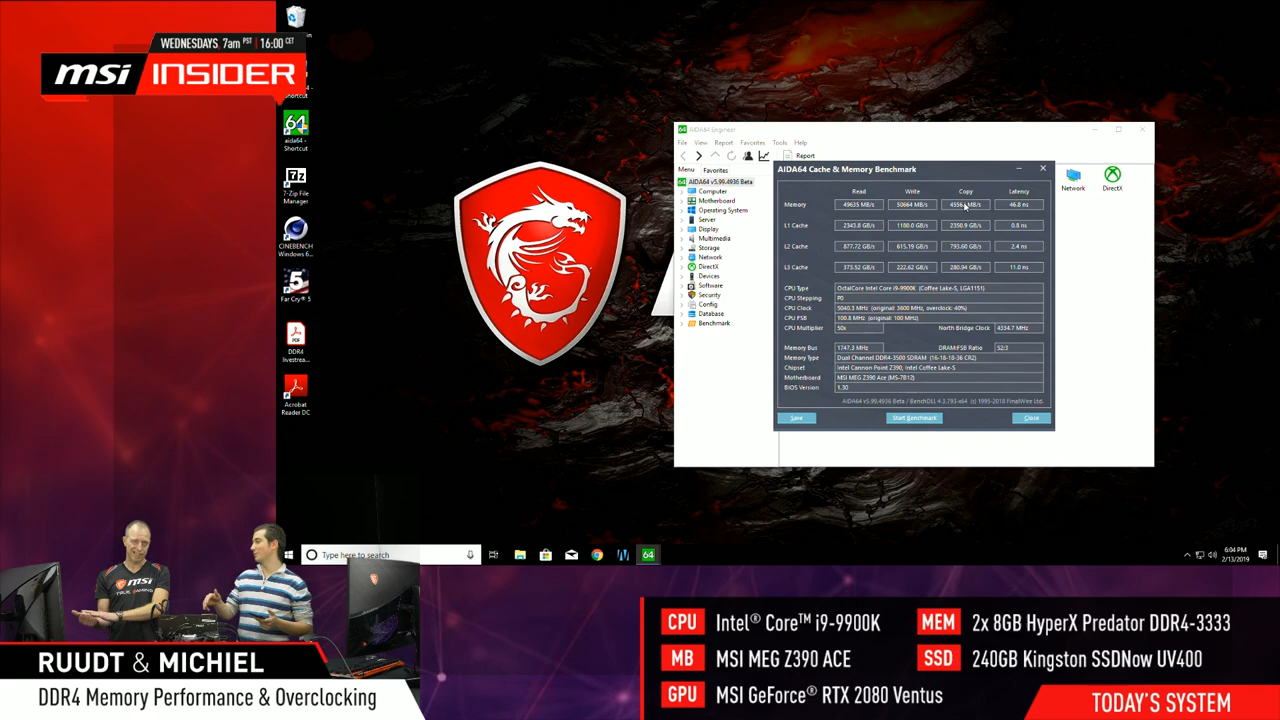 WEDNESDAYS, 7am PST | 16:00 CET
msi INSIDER
Shortcut
64
aida64 -
Shortcut
7z
7-Zip File
Manager
CINEBENCH
Windows 6...
5
Far Cry® 5
PDF
DDR4
livestrea...
Acrobat
Reader DC
64 AIDA64 Engineer
File View Report Favorites Tools Help
Report
Menu Favorites
AIDA64 v5.99.4936 Beta
Computer
Motherboard
Operating System
Server
Display
Multimedia
Storage
Network
DirectX
Devices
Software
Security
Config
Database
Benchmark
Network
DirectX
AIDA64 Cache & Memory Benchmark
Read Write Copy Latency
Memory 49635 MB/s 50664 MB/s MB/s 46.8 ns
L1 Cache 2343.8 GB/s 1180.0 GB/s 2350.9 GB/s 0.8 ns
L2 Cache 877.72 GB/s 615.19 GB/s 793.60 GB/s 2.4 ns
L3 Cache 373.52 GB/s 222.62 GB/s 280.94 GB/s 11.0 ns
CPU Type OctalCore Intel Core i9-9900K (Coffee Lake-S, LGA1151)
CPU Stepping P0
CPU Clock 5040.3 MHz (original: 3600 MHz, overclock: 40%)
CPU FSB 100.8 MHz (original: 100 MHz)
CPU Multiplier 50x North Bridge Clock 4334.7 MHz
Memory Bus 1747.3 MHz DRAM:FSB Ratio 52:3
Memory Type Dual Channel DDR4-3500 SDRAM (16-18-18-36 CR2)
Chipset Intel Cannon Point Z390, Intel Coffee Lake-S
Motherboard MSI MEG Z390 Ace (MS-7B12)
BIOS Version 1.30
AIDA64 v5.99.4936 Beta / BenchDLL 4.3.793-x64 (c) 1995-2018 FinalWire Ltd.
Save Start Benchmark Close
Type here to search
64
6:04 PM
2/13/2019
msi
TRUE GAMING
RUUDT & MICHIEL
DDR4 Memory Performance & Overclocking
CPU Intel® Core™ i9-9900K
MB MSI MEG Z390 ACE
GPU MSI GeForce® RTX 2080 Ventus
MEM 2x 8GB HyperX Predator DDR4-3333
SSD 240GB Kingston SSDNow UV400
TODAY'S SYSTEM